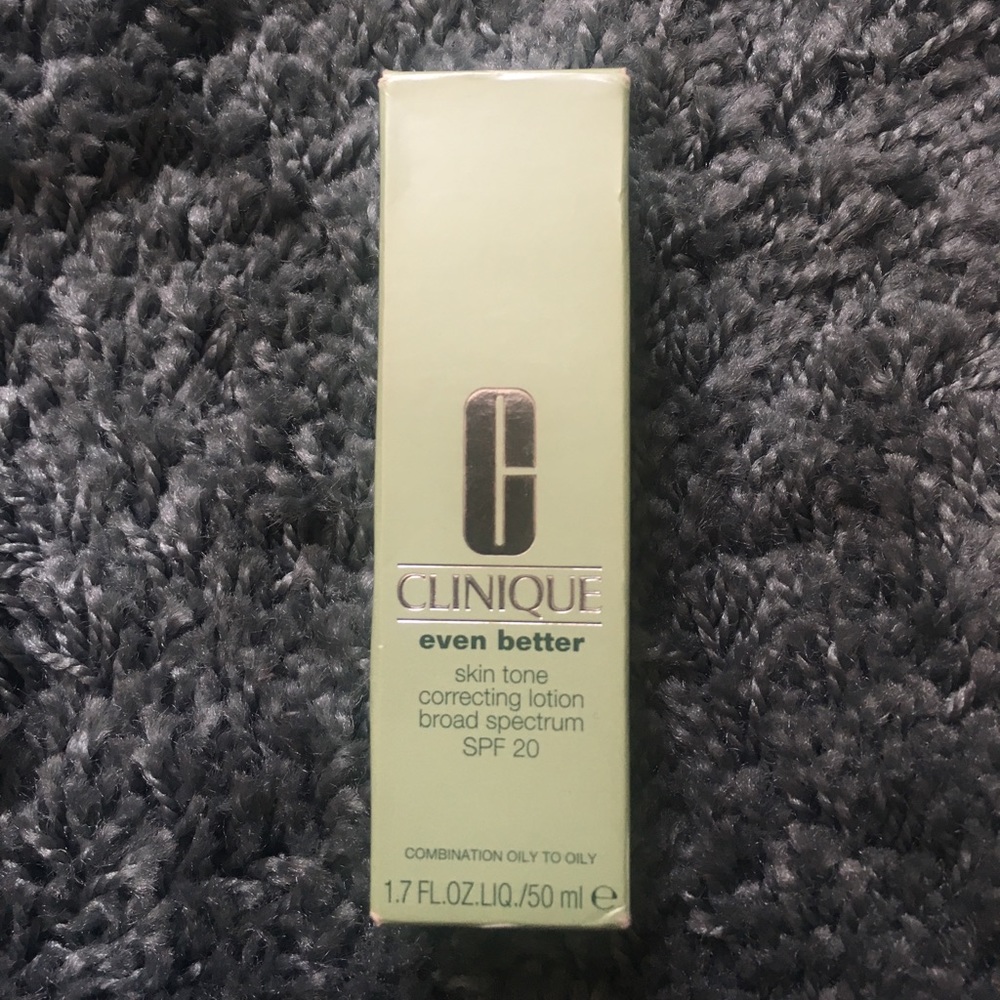 C
CLINIQUE
even better
skin tone
correcting lotion
broad spectrum
SPF 20
COMBINATION OILY TO OILY
1.7 FL.OZ.LIQ./50 ml ℮